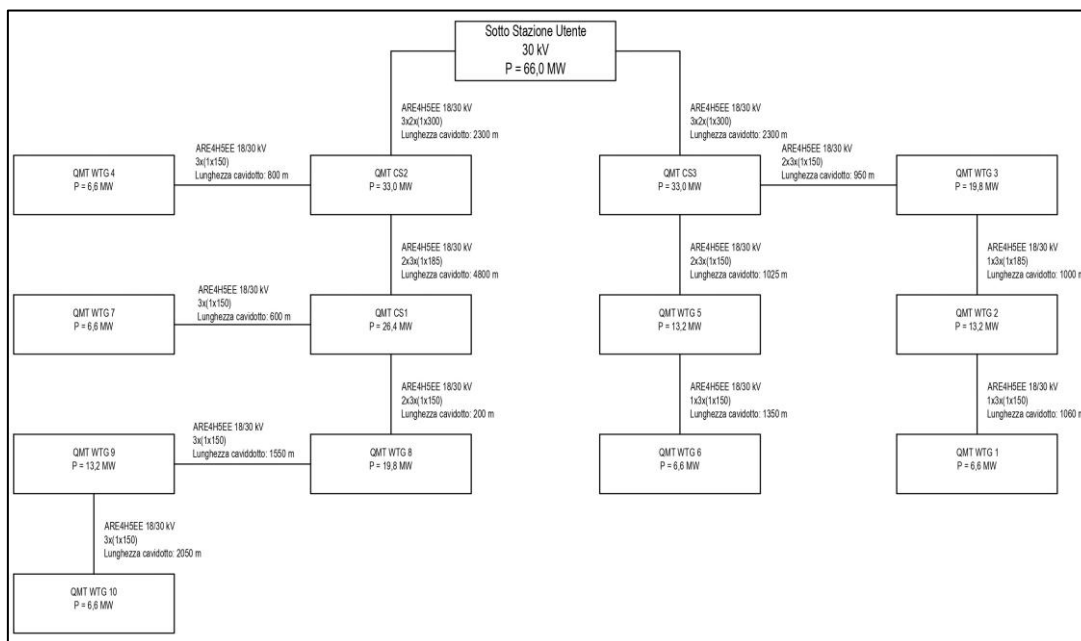 Sotto Stazione Utente
30 kV
P = 66,0 MW
ARE4H5EE 18/30 kV
3x2x(1x300)
Lunghezza cavidotto: 2300 m
ARE4H5EE 18/30 kV
3x2x(1x300)
Lunghezza cavidotto: 2300 m
ARE4H5EE 18/30 kV
3x(1x150)
Lunghezza cavidotto: 800 m
ARE4H5EE 18/30 kV
2x3x(1x150)
Lunghezza cavidotto: 950 m
QMT WTG 4
P = 6,6 MW
QMT CS2
P = 33,0 MW
QMT CS3
P = 33,0 MW
QMT WTG 3
P = 19,8 MW
ARE4H5EE 18/30 kV
2x3x(1x185)
Lunghezza cavidotto: 4800 m
ARE4H5EE 18/30 kV
2x3x(1x150)
Lunghezza cavidotto: 1025 m
ARE4H5EE 18/30 kV
1x3x(1x185)
Lunghezza cavidotto: 1000 m
ARE4H5EE 18/30 kV
3x(1x150)
Lunghezza cavidotto: 600 m
QMT WTG 7
P = 6,6 MW
QMT CS1
P = 26,4 MW
QMT WTG 5
P = 13,2 MW
QMT WTG 2
P = 13,2 MW
ARE4H5EE 18/30 kV
2x3x(1x150)
Lunghezza cavidotto: 200 m
ARE4H5EE 18/30 kV
1x3x(1x150)
Lunghezza cavidotto: 1350 m
ARE4H5EE 18/30 kV
1x3x(1x150)
Lunghezza cavidotto: 1060 m
ARE4H5EE 18/30 kV
3x(1x150)
Lunghezza caviddotto: 1550 m
QMT WTG 9
P = 13,2 MW
QMT WTG 8
P = 19,8 MW
QMT WTG 6
P = 6,6 MW
QMT WTG 1
P = 6,6 MW
ARE4H5EE 18/30 kV
3x(1x150)
Lunghezza cavidotto: 2050 m
QMT WTG 10
P = 6,6 MW